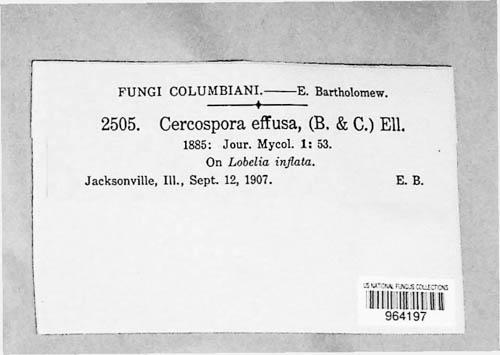 FUNGI COLUMBIANI.——E. Bartholomew.
2505. Cercospora effusa, (B. & C.) Ell.
1885: Jour. Mycol. 1: 53.
On Lobelia inflata.
Jacksonville, Ill., Sept. 12, 1907. E. B.
US NATIONAL FUNGUS COLLECTIONS
964197